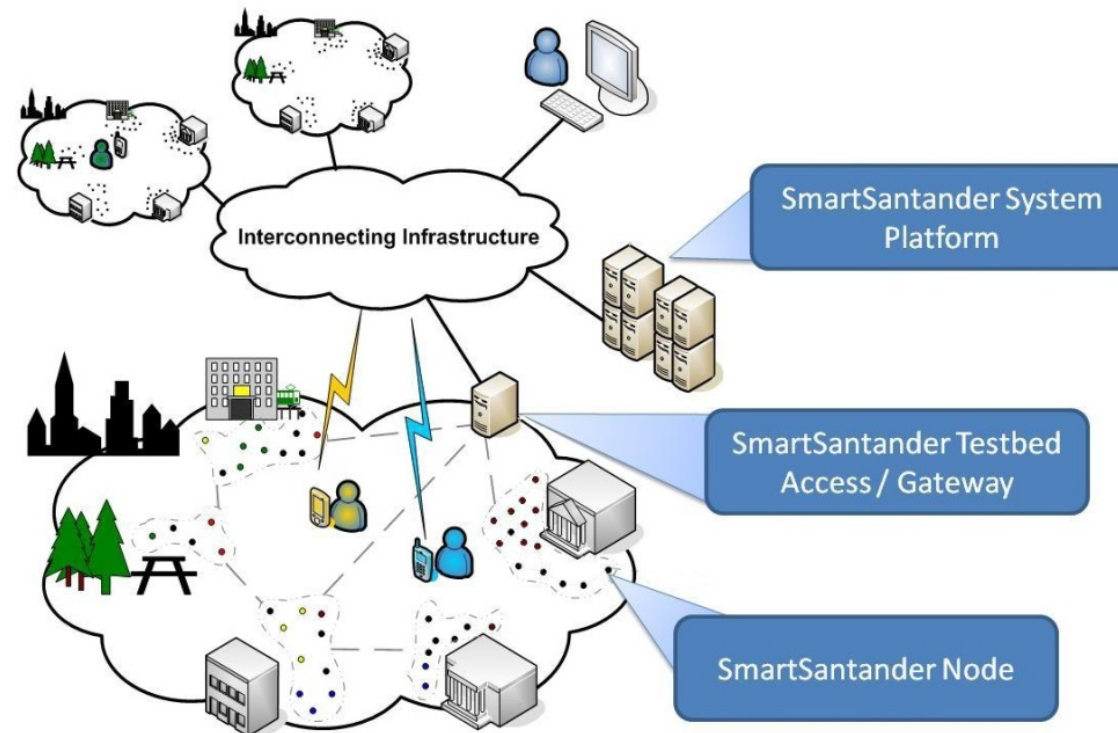 Interconnecting Infrastructure
SmartSantander System
Platform
SmartSantander Testbed
Access / Gateway
SmartSantander Node